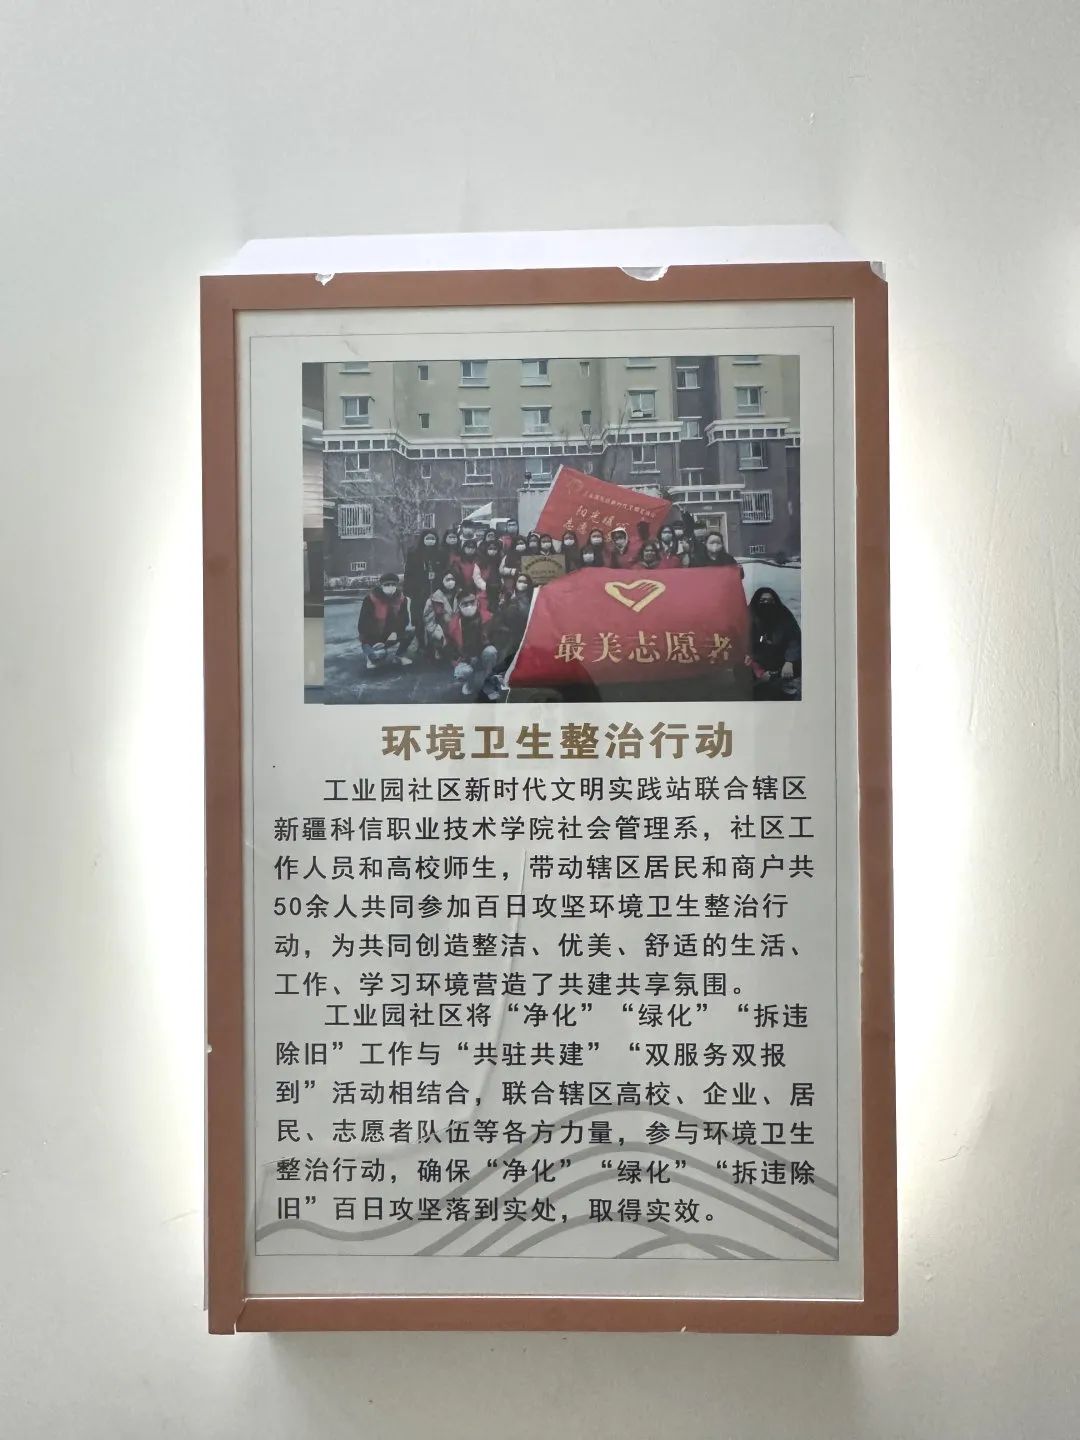 阳光
志愿
最美志愿者
环境卫生整治行动
工业园社区新时代文明实践站联合辖区
新疆科信职业技术学院社会管理系，社区工
作人员和高校师生，带动辖区居民和商户共
50余人共同参加百日攻坚环境卫生整治行
动，为共同创造整洁、优美、舒适的生活、
工作、学习环境营造了共建共享氛围。
工业园社区将“净化”“绿化”“拆违
除旧”工作与“共驻共建”“双服务双报
到”活动相结合，联合辖区高校、企业、居
民、志愿者队伍等各方力量，参与环境卫生
整治行动，确保“净化”“绿化”“拆违除
旧”百日攻坚落到实处，取得实效。